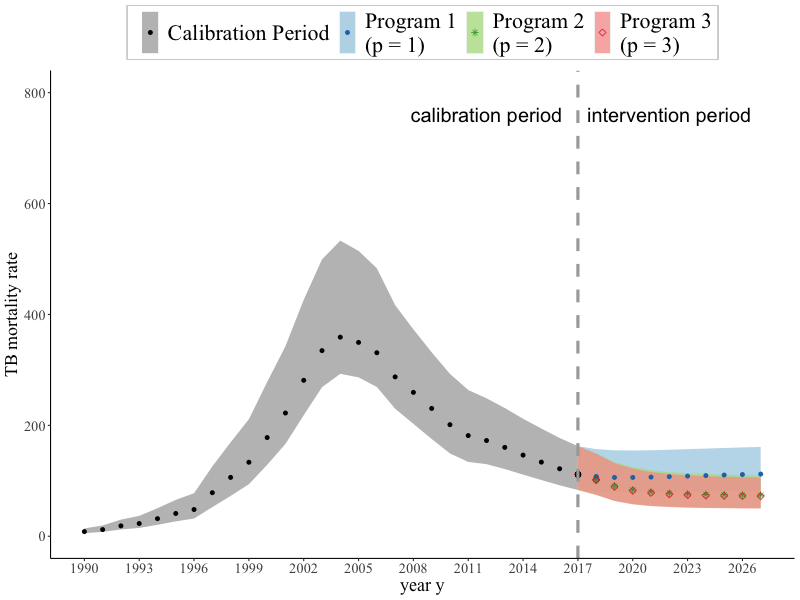 Calibration Period
Program 1
(p = 1)
Program 2
(p = 2)
Program 3
(p = 3)
calibration period
intervention period
TB mortality rate
800
600
400
200
0
1990 1993 1996 1999 2002 2005 2008 2011 2014 2017 2020 2023 2026
year y